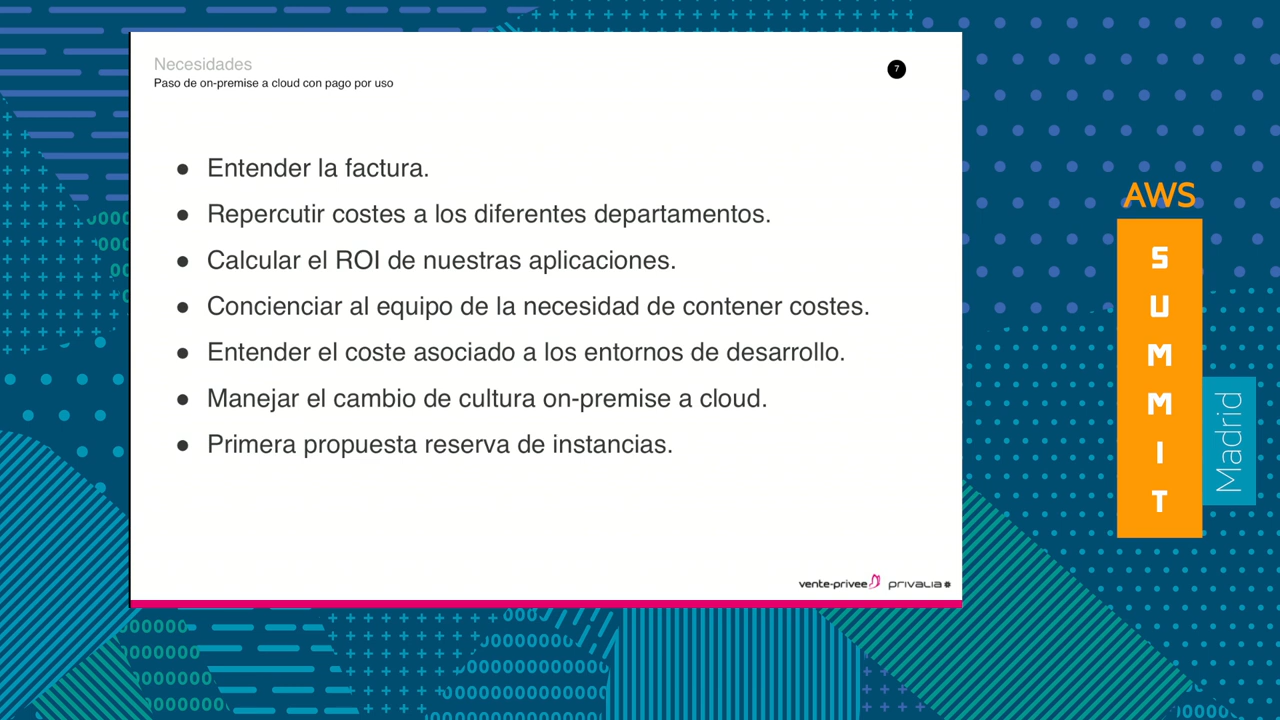 Necesidades
Paso de on-premise a cloud con pago por uso
7
● Entender la factura.
● Repercutir costes a los diferentes departamentos.
● Calcular el ROI de nuestras aplicaciones.
● Concienciar al equipo de la necesidad de contener costes.
● Entender el coste asociado a los entornos de desarrollo.
● Manejar el cambio de cultura on-premise a cloud.
● Primera propuesta reserva de instancias.
vente-privee privalia
AWS
SUMMIT
Madrid